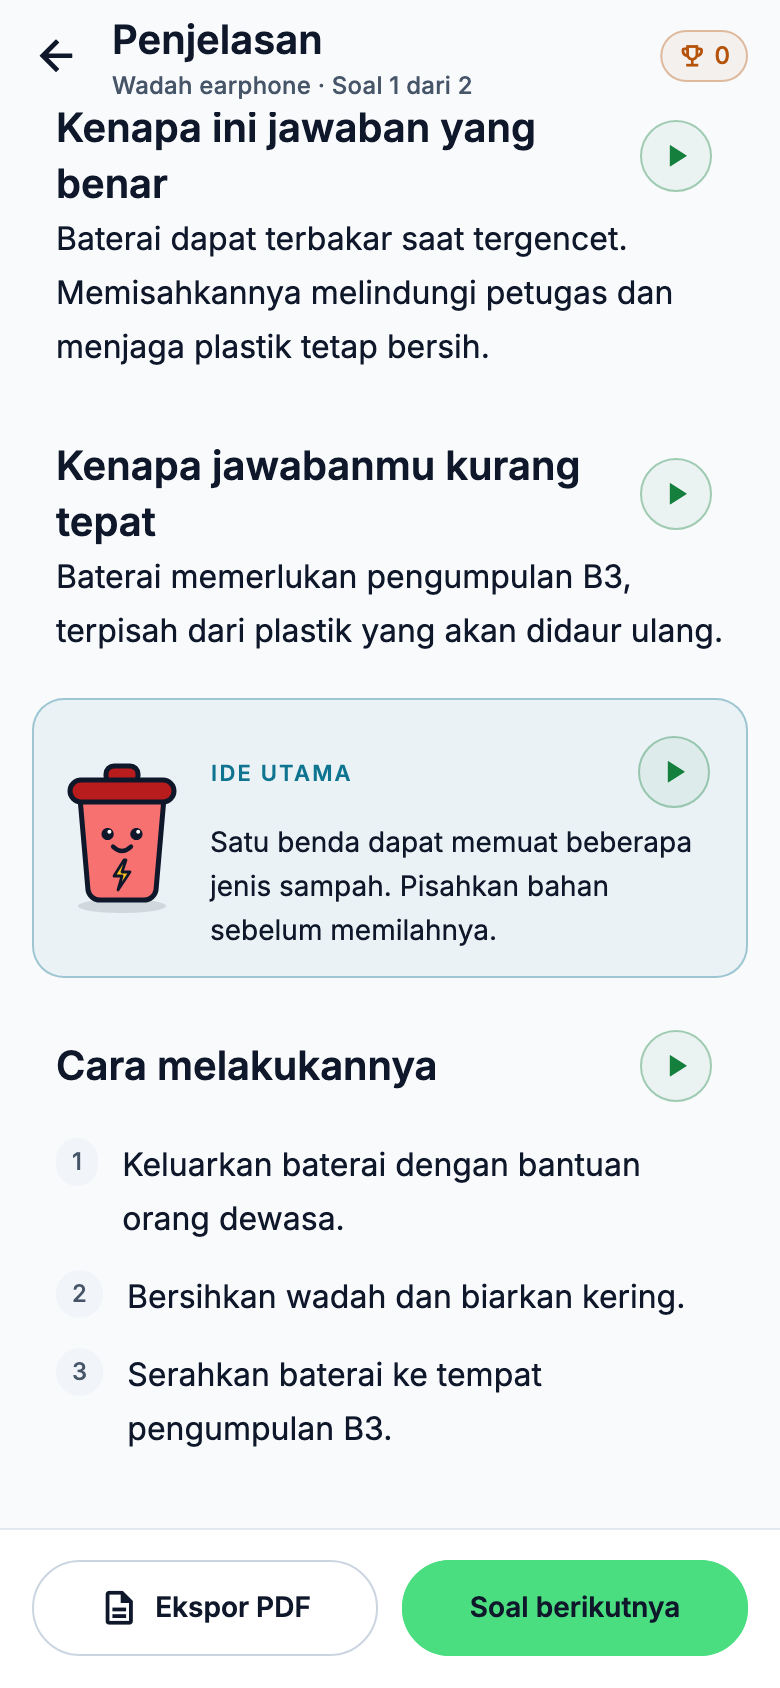 Penjelasan
Wadah earphone · Soal 1 dari 2
0
Kenapa ini jawaban yang
benar
Baterai dapat terbakar saat tergencet.
Memisahkannya melindungi petugas dan
menjaga plastik tetap bersih.
Kenapa jawabanmu kurang
tepat
Baterai memerlukan pengumpulan B3,
terpisah dari plastik yang akan didaur ulang.
IDE UTAMA
Satu benda dapat memuat beberapa
jenis sampah. Pisahkan bahan
sebelum memilahnya.
Cara melakukannya
1 Keluarkan baterai dengan bantuan
orang dewasa.
2 Bersihkan wadah dan biarkan kering.
3 Serahkan baterai ke tempat
pengumpulan B3.
Ekspor PDF
Soal berikutnya